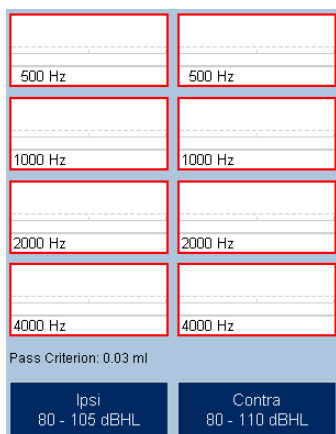 500 Hz 500 Hz
1000 Hz 1000 Hz
2000 Hz 2000 Hz
4000 Hz 4000 Hz
Pass Criterion: 0.03 ml
Ipsi Contra
80 - 105 dBHL 80 - 110 dBHL